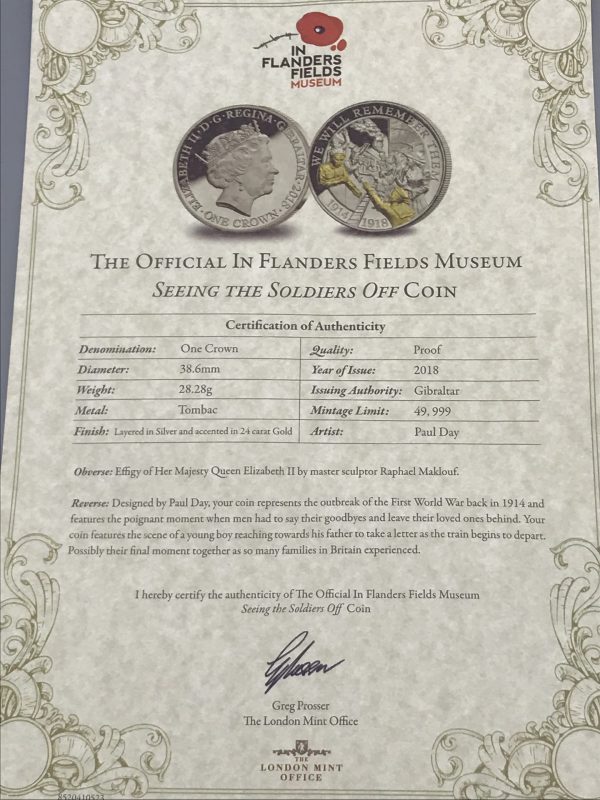 IN
FLANDERS
FIELDS
MUSEUM
ELIZABETH II · D · G · REGINA · GIBRALTAR · 2018
· ONE CROWN ·
WE WILL REMEMBER THEM
1914 1918
THE OFFICIAL IN FLANDERS FIELDS MUSEUM
SEEING THE SOLDIERS OFF COIN
Certification of Authenticity
Denomination: One Crown Quality: Proof
Diameter: 38.6mm Year of Issue: 2018
Weight: 28.28g Issuing Authority: Gibraltar
Metal: Tombac Mintage Limit: 49,999
Finish: Layered in Silver and accented in 24 carat Gold Artist: Paul Day
Obverse: Effigy of Her Majesty Queen Elizabeth II by master sculptor Raphael Maklouf.
Reverse: Designed by Paul Day, your coin represents the outbreak of the First World War back in 1914 and
features the poignant moment when men had to say their goodbyes and leave their loved ones behind. Your
coin features the scene of a young boy reaching towards his father to take a letter as the train begins to depart.
Possibly their final moment together as so many families in Britain experienced.
I hereby certify the authenticity of The Official In Flanders Fields Museum
Seeing the Soldiers Off Coin
Greg Prosser
The London Mint Office
THE
LONDON MINT
OFFICE
8520410523